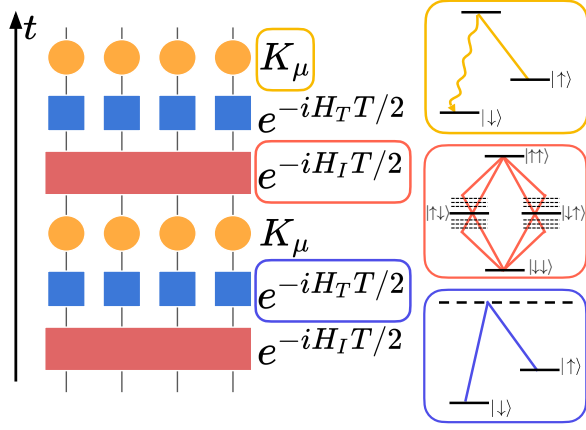 t
K_μ
e^{-iH_T T/2}
e^{-iH_I T/2}
K_μ
e^{-iH_T T/2}
e^{-iH_I T/2}
|↑⟩
|↓⟩
|↑↑⟩
|↑↓⟩ |↓↑⟩
|↓↓⟩
|↑⟩
|↓⟩